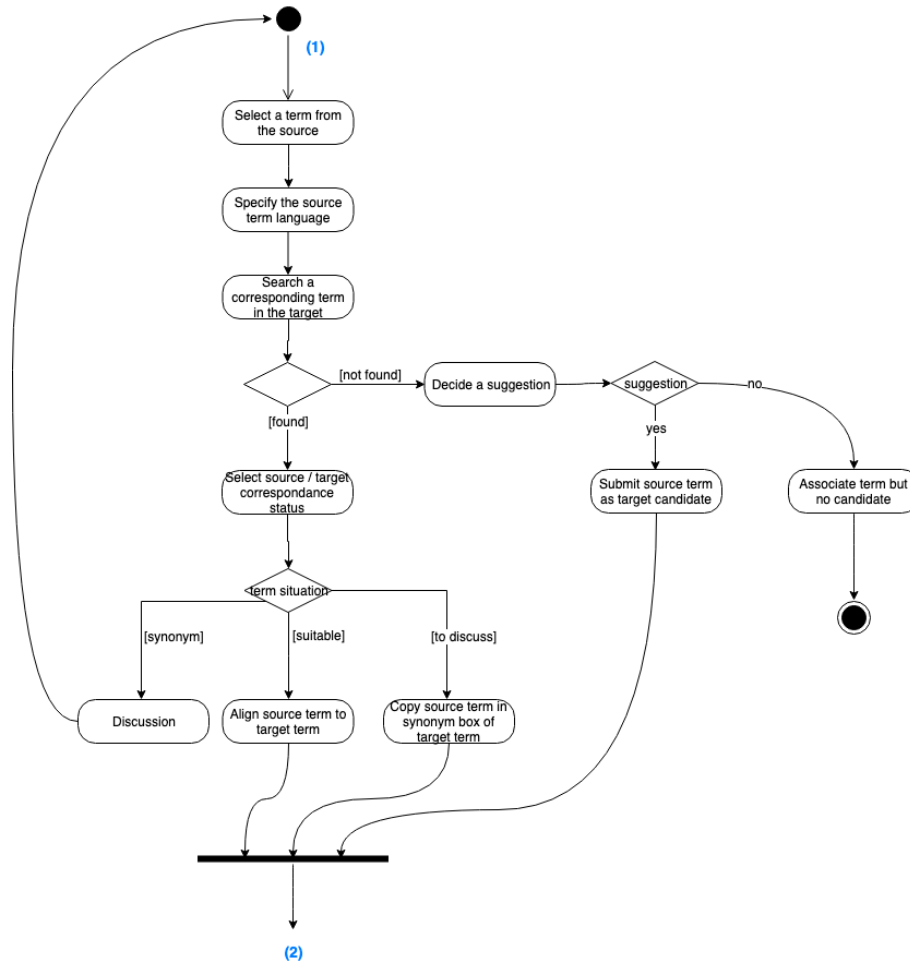 (1)
Select a term from
the source
Specify the source
term language
Search a
corresponding term
in the target
[not found]
Decide a suggestion
suggestion
no
[found]
yes
Select source / target
correspondance
status
Submit source term
as target candidate
Associate term but
no candidate
term situation
[synonym]
[suitable]
[to discuss]
Discussion
Align source term to
target term
Copy source term in
synonym box of
target term
(2)